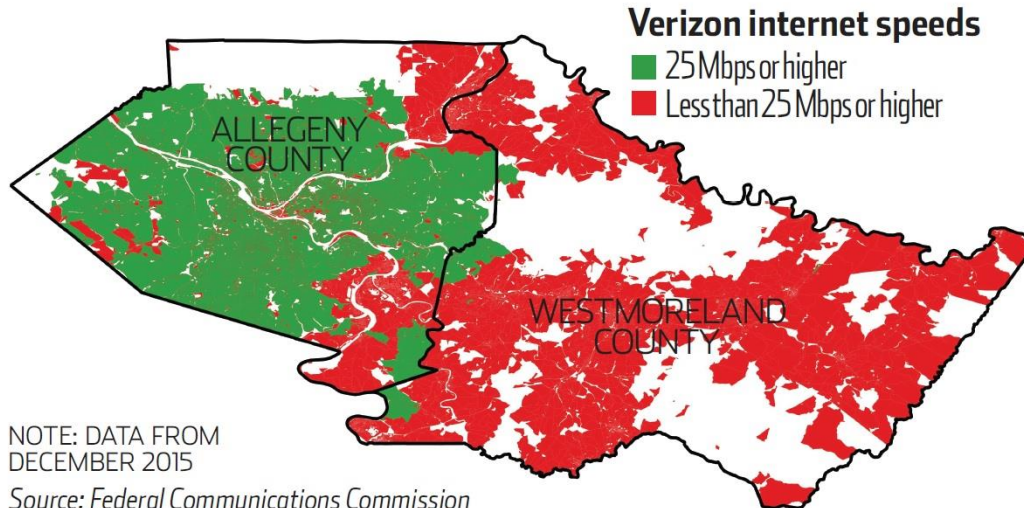 Verizon internet speeds
25 Mbps or higher
Less than 25 Mbps or higher
ALLEGENY
COUNTY
WESTMORELAND
COUNTY
NOTE: DATA FROM
DECEMBER 2015
Source: Federal Communications Commission